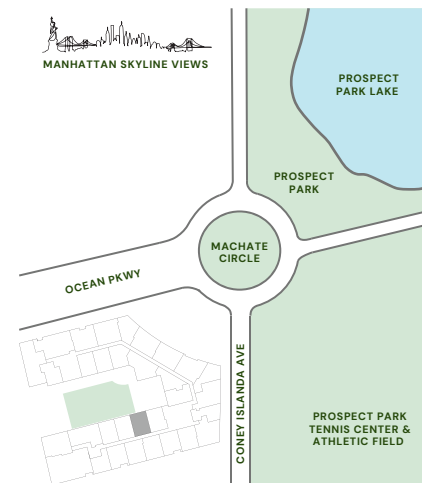 MANHATTAN SKYLINE VIEWS
PROSPECT
PARK LAKE
PROSPECT
PARK
MACHATE
CIRCLE
OCEAN PKWY
CONEY ISLANDA AVE
PROSPECT PARK
TENNIS CENTER &
ATHLETIC FIELD